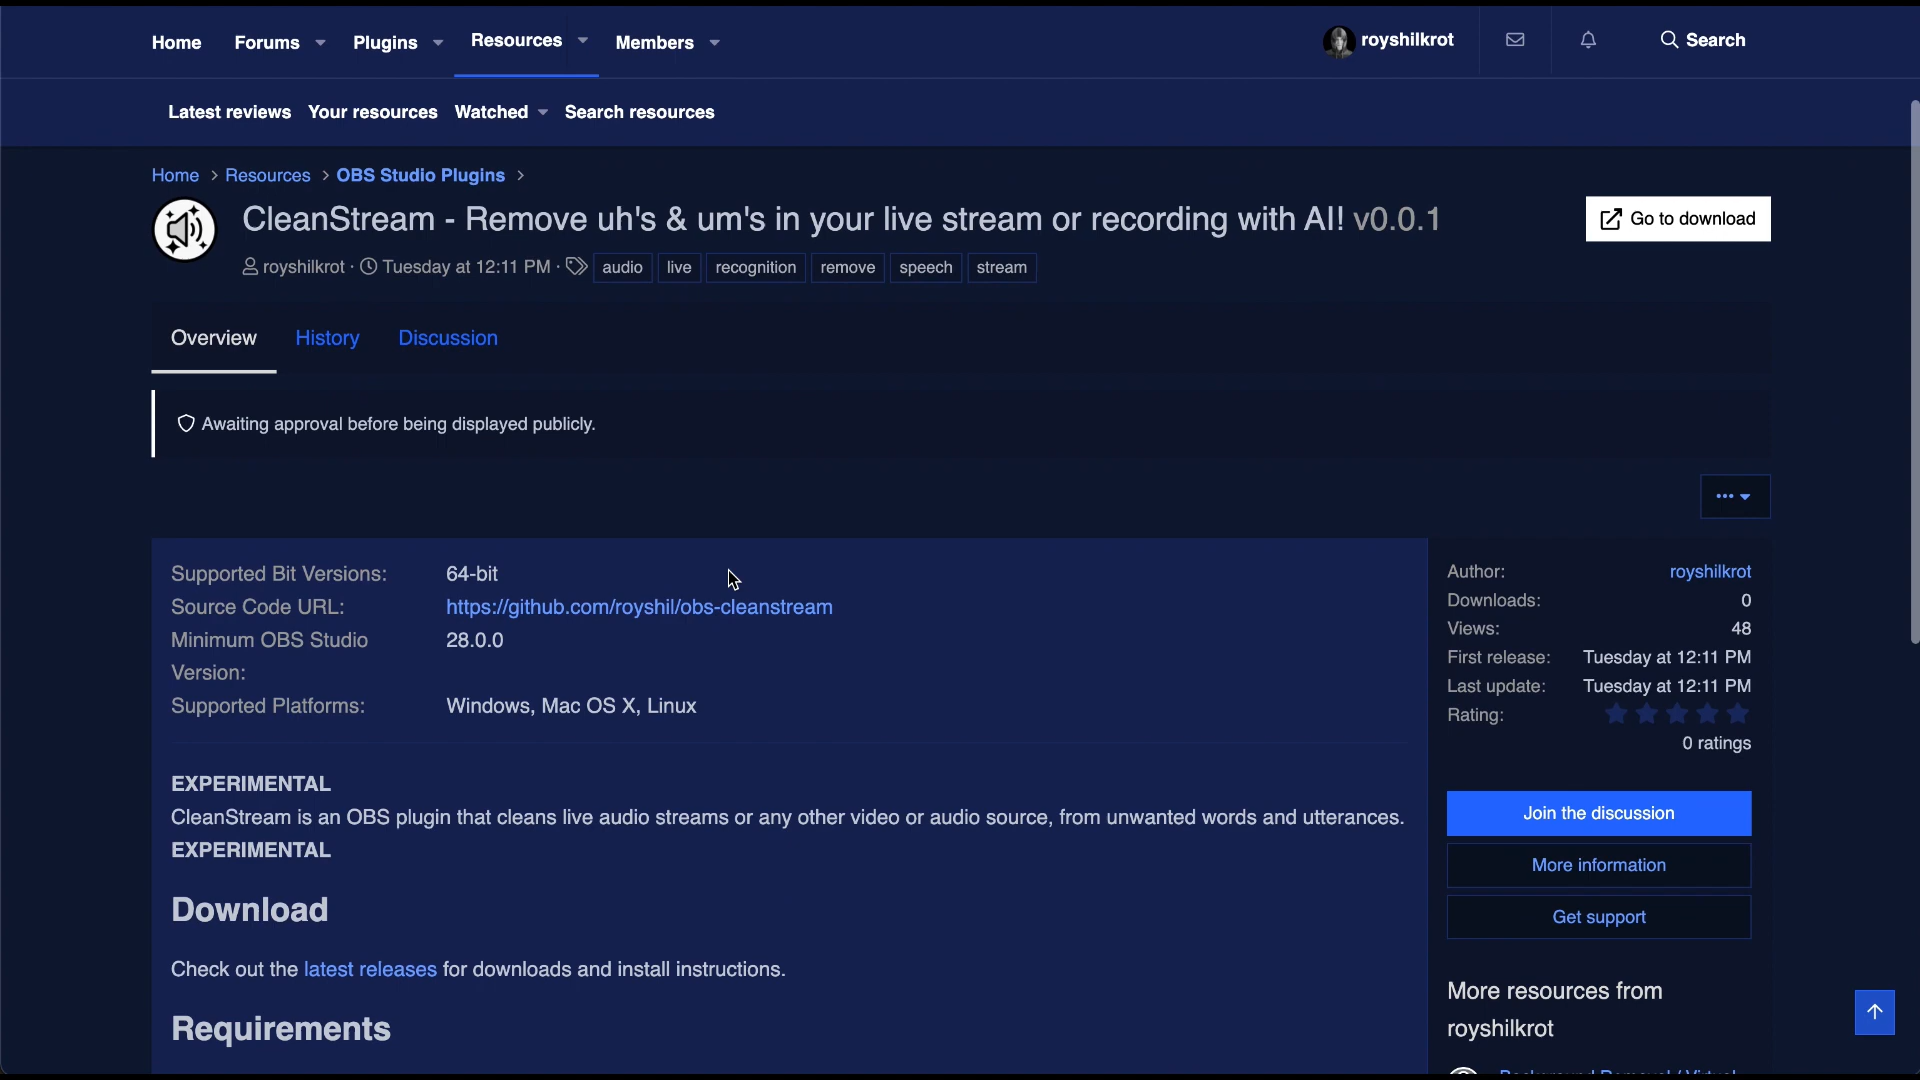 Home Forums Plugins Resources Members royshilkrot Search
Latest reviews Your resources Watched Search resources
Home > Resources > OBS Studio Plugins >
CleanStream - Remove uh's & um's in your live stream or recording with AI! v0.0.1
Go to download
royshilkrot · Tuesday at 12:11 PM · audio live recognition remove speech stream
Overview History Discussion
Awaiting approval before being displayed publicly.
Supported Bit Versions: 64-bit
Source Code URL: https://github.com/royshil/obs-cleanstream
Minimum OBS Studio 28.0.0
Version:
Supported Platforms: Windows, Mac OS X, Linux
EXPERIMENTAL
CleanStream is an OBS plugin that cleans live audio streams or any other video or audio source, from unwanted words and utterances.
EXPERIMENTAL
Download
Check out the latest releases for downloads and install instructions.
Requirements
Author: royshilkrot
Downloads: 0
Views: 48
First release: Tuesday at 12:11 PM
Last update: Tuesday at 12:11 PM
Rating:
0 ratings
Join the discussion
More information
Get support
More resources from
royshilkrot